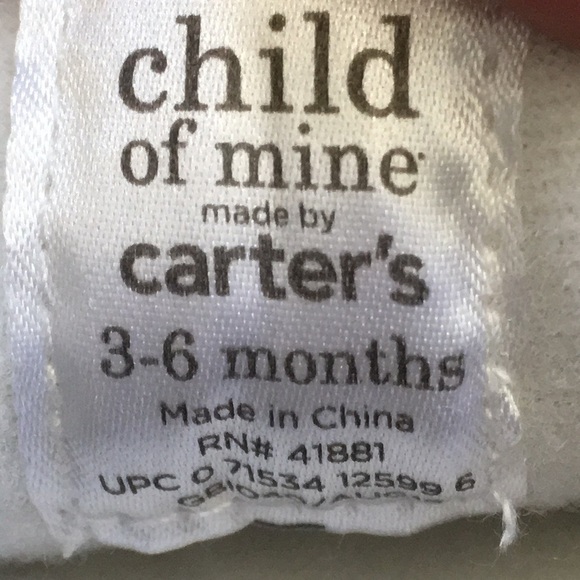 child
of mine
made by
carter's
3-6 months
Made in China
RN# 41881
UPC 0 71534 12599 6